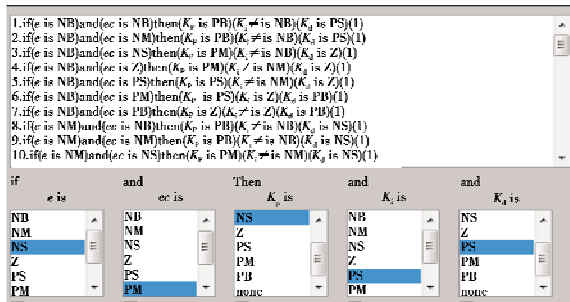 1.if(e is NB)and(ec is NB)then(Kp is PB)(Ki≠is NB)(Kd is PS)(1)
2.if(e is NB)and(ec is NM)then(Kp is PB)(Ki≠is NB)(Kd is PS)(1)
3.if(e is NB)and(ec is NS)then(Kp is PM)(Ki≠is NB)(Kd is Z)(1)
4.if(e is NB)and(ec is Z)then(Kp is PM)(Ki≠is NM)(Kd is Z)(1)
5.if(e is NB)and(ec is PS)then(Kp is PS)(Ki≠is NM)(Kd is Z)(1)
6.if(e is NB)and(ec is PM)then(Kp is PS)(Ki is Z)(Kd is PB)(1)
7.if(e is NB)and(ec is PB)then(Kp is Z)(Ki≠is Z)(Kd is PB)(1)
8.if(e is NM)and(ec is NB)then(Kp is PB)(Ki≠is NB)(Kd is NS)(1)
9.if(e is NM)and(ec is NM)then(Kp is PB)(Ki≠is NB)(Kd is NS)(1)
10.if(e is NM)and(ec is NS)then(Kp is PM)(Ki≠is NM)(Kd is NS)(1)
if and Then and and
e is ec is Kp is Ki is Kd is
NB NB NS NB NS
NM NM Z NM Z
NS NS PS NS PS
Z Z PS Z PM
PS PS PM PS PB
PM PM PB PM none
none